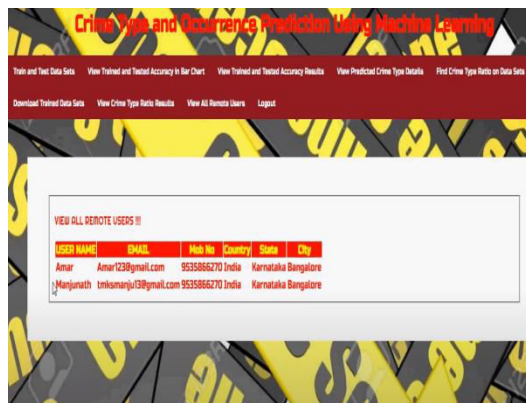 Crime Type and Occurrence Prediction Using Machine Learning
Train and Test Data Sets View Trained and Tested Accuracy in Bar Chart View Trained and Tested Accuracy Results View Predicted Crime Type Details Find Crime Type Ratio on Data Sets
Download Trained Data Sets View Crime Type Ratio Results View All Remote Users Logout
VIEW ALL REMOTE USERS !!!
USER NAME EMAIL Mob No Country State City
Amar Amar123@gmail.com 9535866270 India Karnataka Bangalore
Manjunath tmksmanju13@gmail.com 9535866270 India Karnataka Bangalore